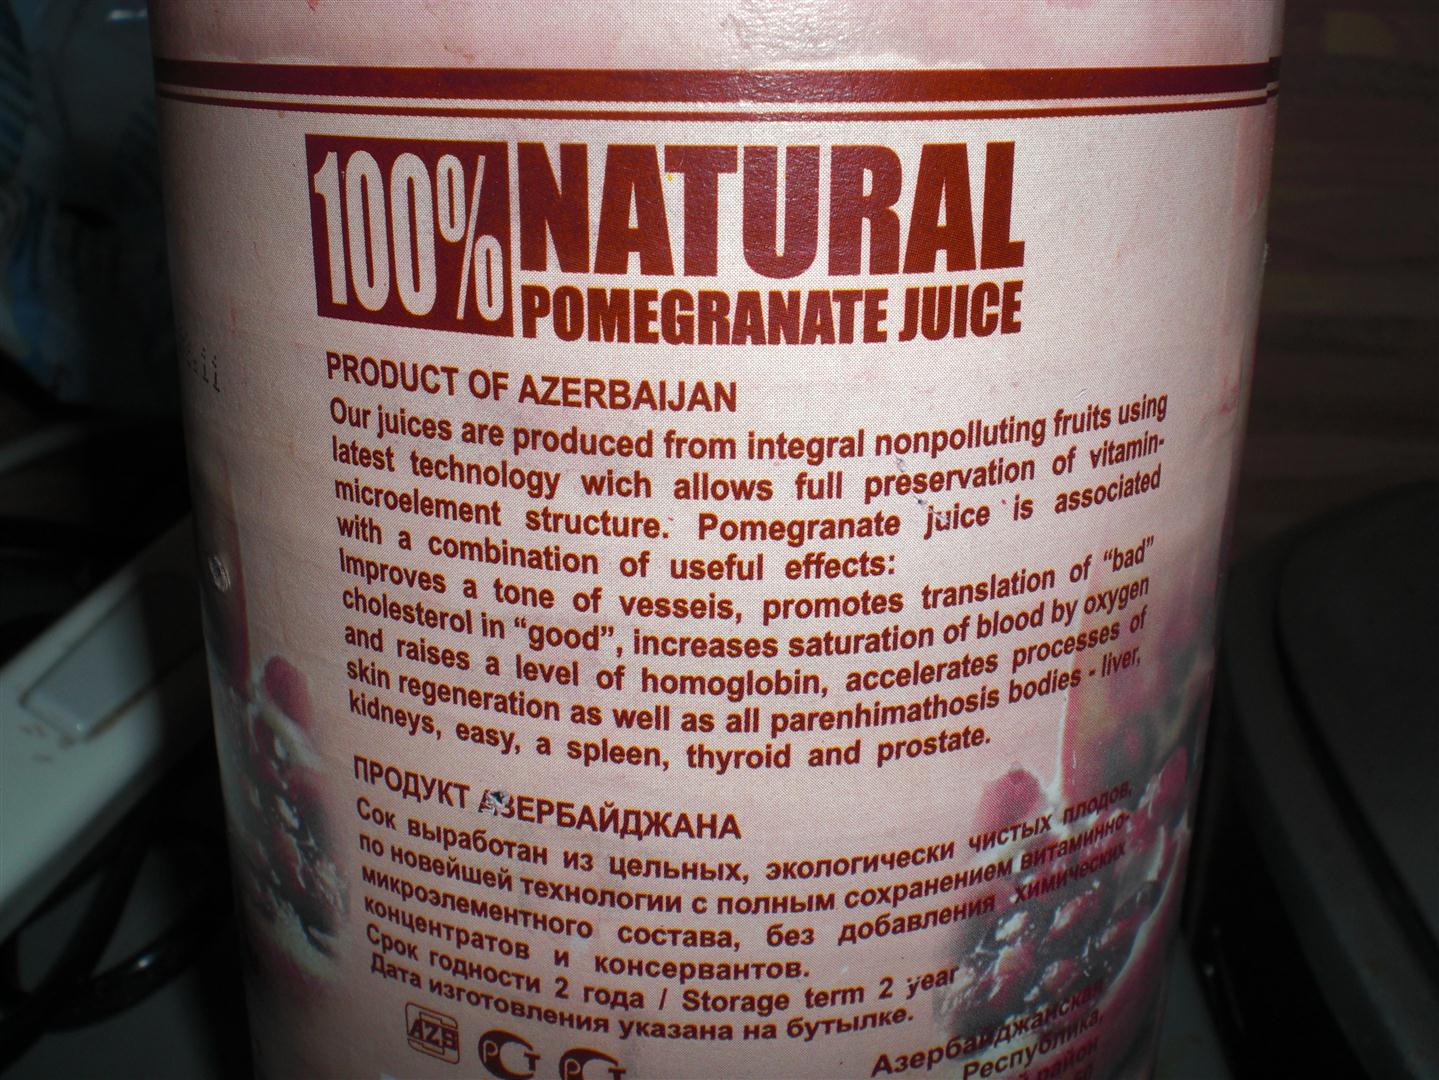 100% NATURAL
POMEGRANATE JUICE
PRODUCT OF AZERBAIJAN
Our juices are produced from integral nonpolluting fruits using
latest technology wich allows full preservation of vitamin-
microelement structure. Pomegranate juice is associated
with a combination of useful effects:
Improves a tone of vesseis, promotes translation of “bad”
cholesterol in “good”, increases saturation of blood by oxygen
and raises a level of homoglobin, accelerates processes of
skin regeneration as well as all parenhimathosis bodies - liver,
kidneys, easy, a spleen, thyroid and prostate.
ПРОДУКТ АЗЕРБАЙДЖАНА
Сок выработан из цельных, экологически чистых плодов,
по новейшей технологии с полным сохранением витаминно-
микроэлементного состава, без добавления химических
концентратов и консервантов.
Срок годности 2 года / Storage term 2 year
Дата изготовления указана на бутылке.
AZS
РСТ РСТ
Азербайджанская
Республика,
район